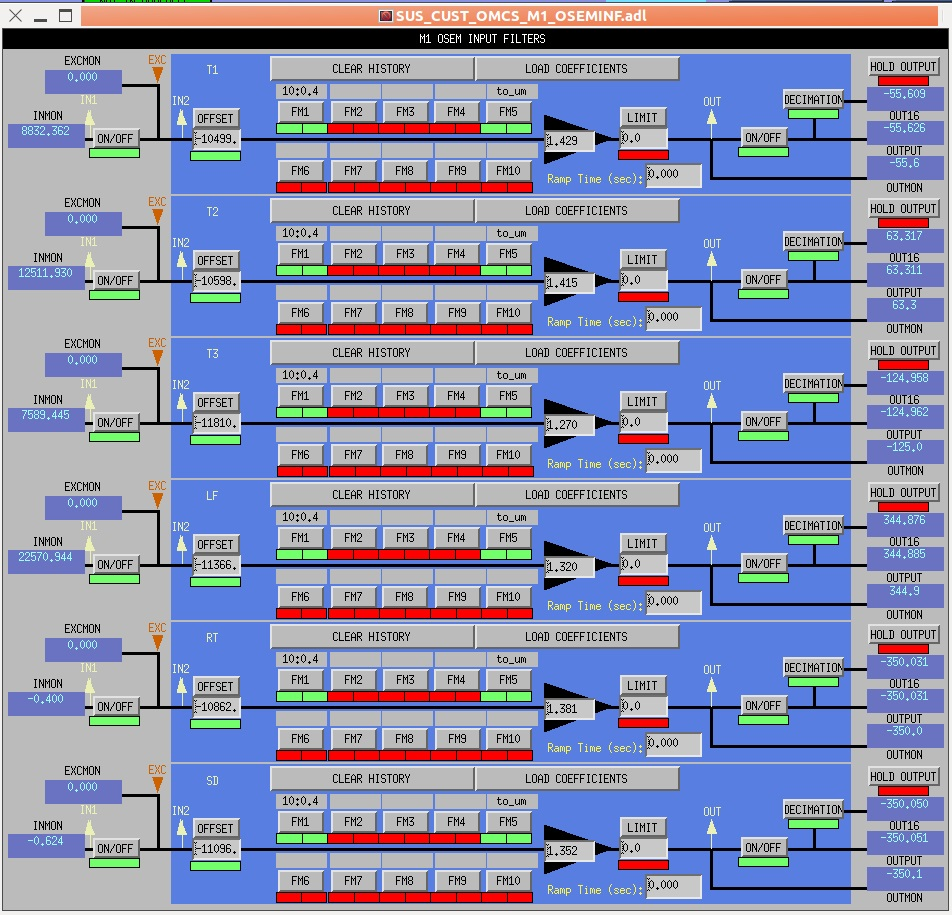 SUS_CUST_OMCS_M1_OSEMINF.adl
M1 OSEM INPUT FILTERS
EXCMON EXC T1 CLEAR HISTORY LOAD COEFFICIENTS HOLD OUTPUT
0.000 10:0.4 to_um -55.609
IN1 IN2 FM1 FM2 FM3 FM4 FM5 OUT DECIMATION
INMON OFFSET LIMIT OUT16
8832.362 ON/OFF -10499. 1.429 0.0 ON/OFF -55.626
OUTPUT
FM6 FM7 FM8 FM9 FM10 Ramp Time (sec): 0.000 -55.6
OUTMON
EXCMON EXC T2 CLEAR HISTORY LOAD COEFFICIENTS HOLD OUTPUT
0.000 10:0.4 to_um 63.317
IN1 IN2 FM1 FM2 FM3 FM4 FM5 OUT DECIMATION
INMON OFFSET LIMIT OUT16
12511.930 ON/OFF -10598. 1.415 0.0 ON/OFF 63.311
OUTPUT
FM6 FM7 FM8 FM9 FM10 Ramp Time (sec): 0.000 63.3
OUTMON
EXCMON EXC T3 CLEAR HISTORY LOAD COEFFICIENTS HOLD OUTPUT
0.000 10:0.4 to_um -124.958
IN1 IN2 FM1 FM2 FM3 FM4 FM5 OUT DECIMATION
INMON OFFSET LIMIT OUT16
7589.445 ON/OFF -11810. 1.270 0.0 ON/OFF -124.962
OUTPUT
FM6 FM7 FM8 FM9 FM10 Ramp Time (sec): 0.000 -125.0
OUTMON
EXCMON EXC LF CLEAR HISTORY LOAD COEFFICIENTS HOLD OUTPUT
0.000 10:0.4 to_um 344.876
IN1 IN2 FM1 FM2 FM3 FM4 FM5 OUT DECIMATION
INMON OFFSET LIMIT OUT16
22570.944 ON/OFF -11366. 1.320 0.0 ON/OFF 344.885
OUTPUT
FM6 FM7 FM8 FM9 FM10 Ramp Time (sec): 0.000 344.9
OUTMON
EXCMON EXC RT CLEAR HISTORY LOAD COEFFICIENTS HOLD OUTPUT
0.000 10:0.4 to_um -350.031
IN1 IN2 FM1 FM2 FM3 FM4 FM5 OUT DECIMATION
INMON OFFSET LIMIT OUT16
-0.400 ON/OFF -10862. 1.381 0.0 ON/OFF -350.031
OUTPUT
FM6 FM7 FM8 FM9 FM10 Ramp Time (sec): 0.000 -350.0
OUTMON
EXCMON EXC SD CLEAR HISTORY LOAD COEFFICIENTS HOLD OUTPUT
0.000 10:0.4 to_um -350.050
IN1 IN2 FM1 FM2 FM3 FM4 FM5 OUT DECIMATION
INMON OFFSET LIMIT OUT16
-0.624 ON/OFF -11096. 1.352 0.0 ON/OFF -350.051
OUTPUT
FM6 FM7 FM8 FM9 FM10 Ramp Time (sec): 0.000 -350.1
OUTMON